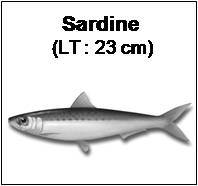 Sardine
(LT : 23 cm)